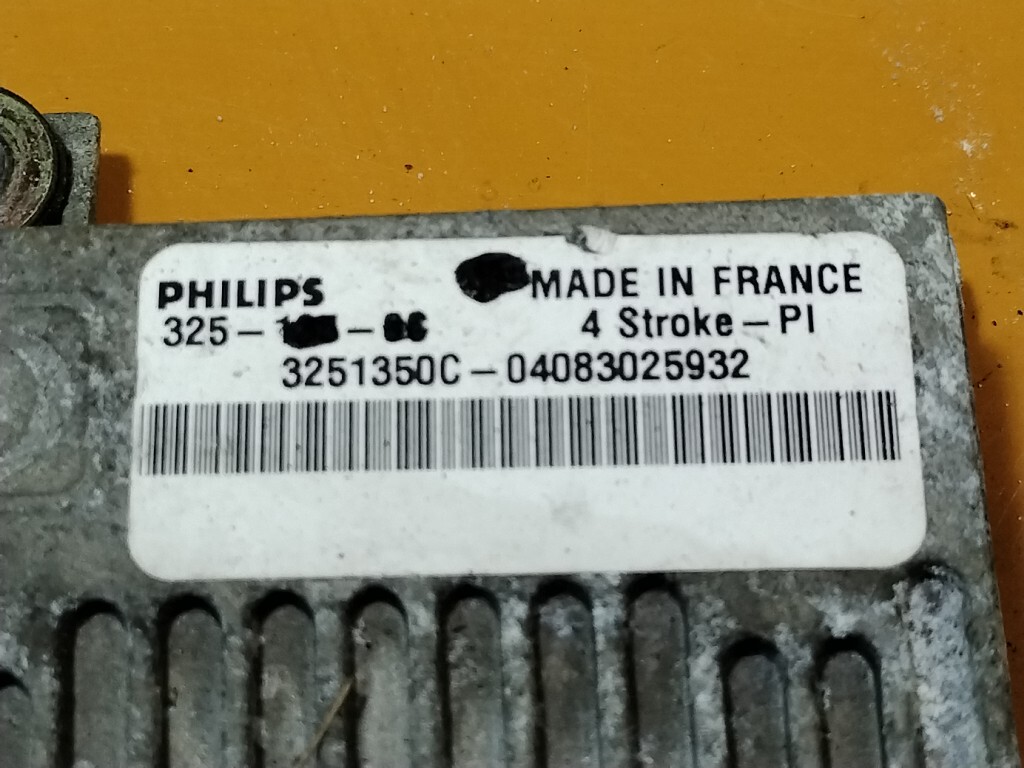 PHILIPS MADE IN FRANCE
325- 4 Stroke-PI
3251350C-04083025932